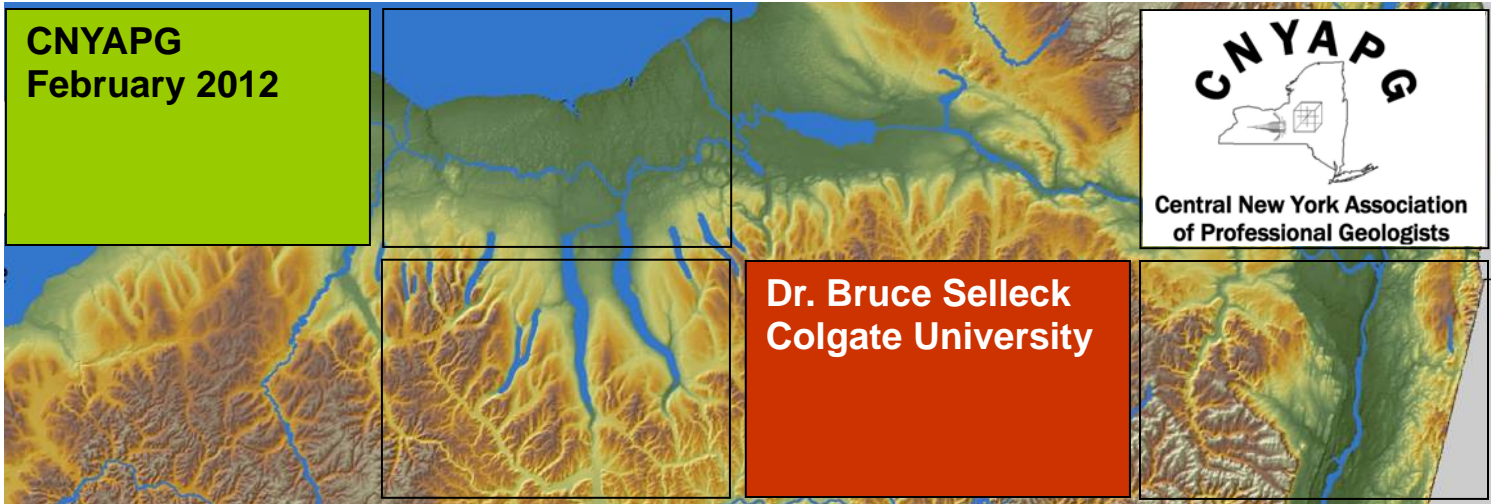 CNYAPG
February 2012
CNYAPG
Central New York Association
of Professional Geologists
Dr. Bruce Selleck
Colgate University